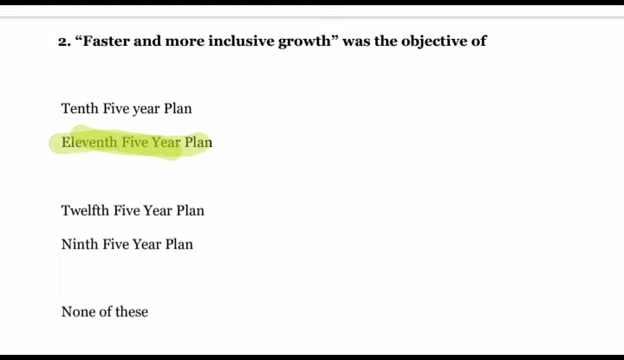 2. “Faster and more inclusive growth” was the objective of
Tenth Five year Plan
Eleventh Five Year Plan
Twelfth Five Year Plan
Ninth Five Year Plan
None of these